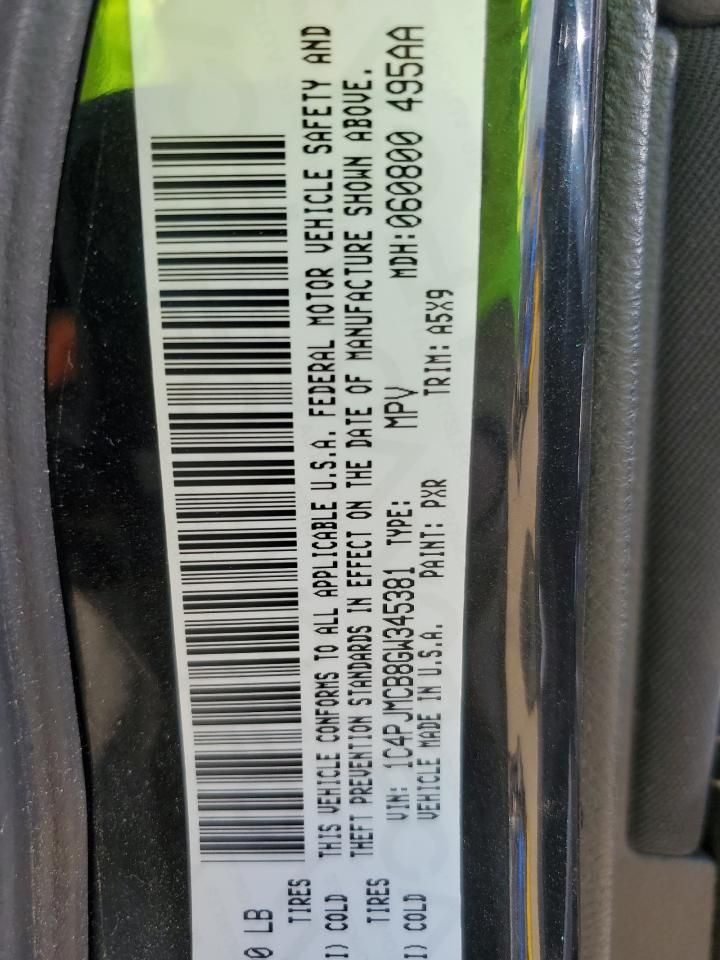 0 LB
TIRES
I) COLD
TIRES
I) COLD
THIS VEHICLE CONFORMS TO ALL APPLICABLE U.S.A. FEDERAL MOTOR VEHICLE SAFETY AND
THEFT PREVENTION STANDARDS IN EFFECT ON THE DATE OF MANUFACTURE SHOWN ABOVE.
VIN: 1C4PJMCB8GW345381 TYPE: MPV MDH:060800 495AA
VEHICLE MADE IN U.S.A. PAINT: PXR TRIM: A5X9